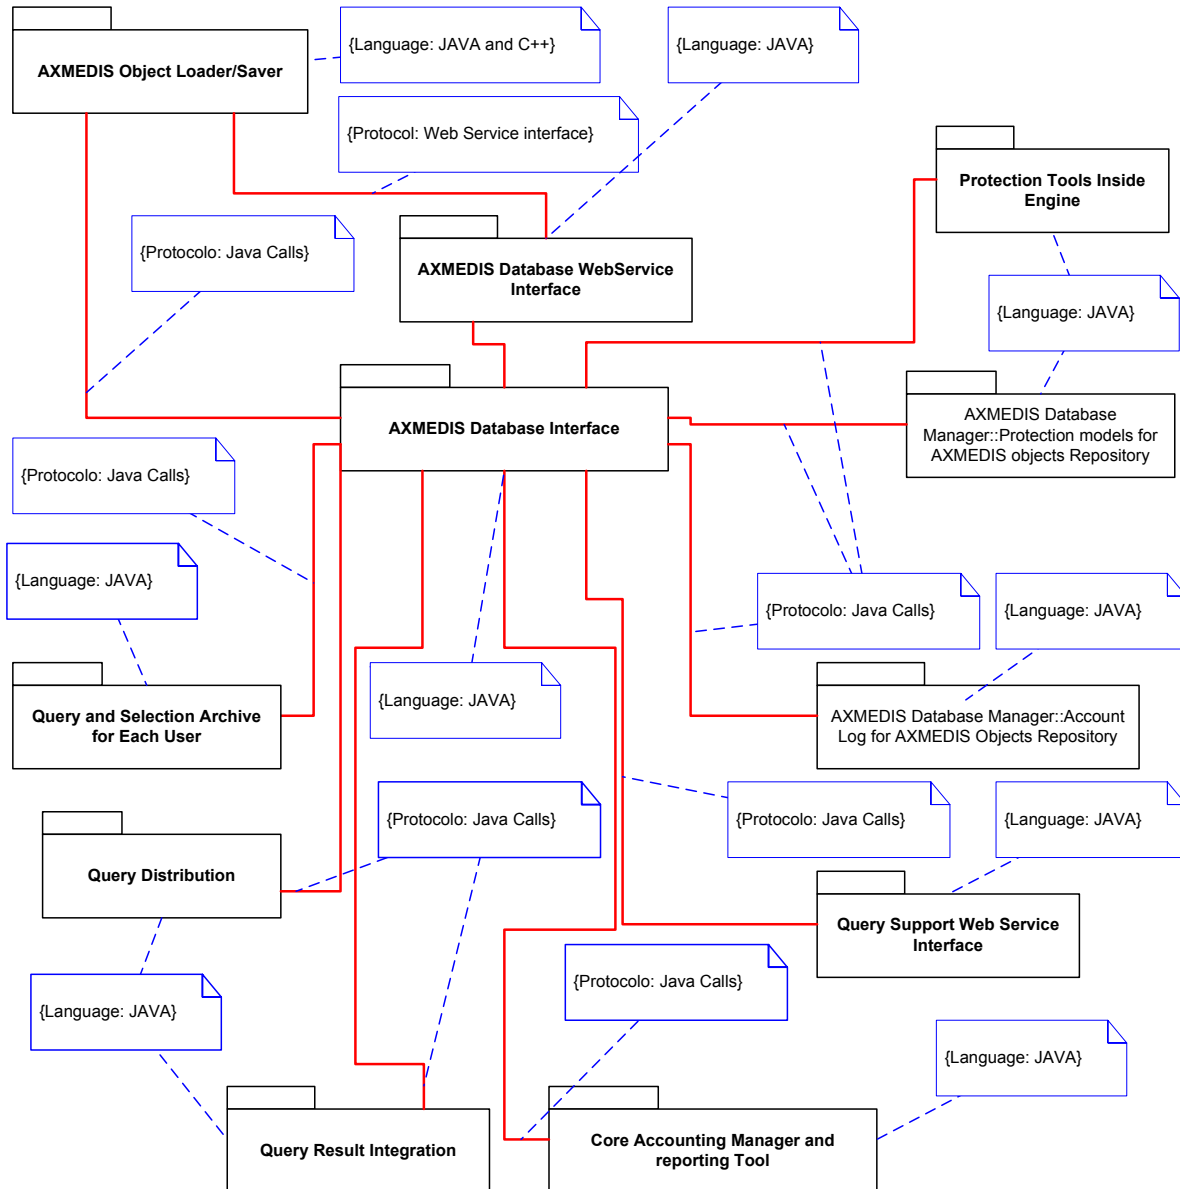 {Language: JAVA and C++}
{Language: JAVA}
AXMEDIS Object Loader/Saver
{Protocol: Web Service interface}
Protection Tools Inside
Engine
{Protocolo: Java Calls}
AXMEDIS Database WebService
Interface
{Language: JAVA}
AXMEDIS Database Interface
AXMEDIS Database
Manager::Protection models for
AXMEDIS objects Repository
{Protocolo: Java Calls}
{Language: JAVA}
{Protocolo: Java Calls}
{Language: JAVA}
{Language: JAVA}
Query and Selection Archive
for Each User
AXMEDIS Database Manager::Account
Log for AXMEDIS Objects Repository
{Protocolo: Java Calls}
{Protocolo: Java Calls}
{Language: JAVA}
Query Distribution
Query Support Web Service
Interface
{Protocolo: Java Calls}
{Language: JAVA}
{Language: JAVA}
Query Result Integration
Core Accounting Manager and
reporting Tool